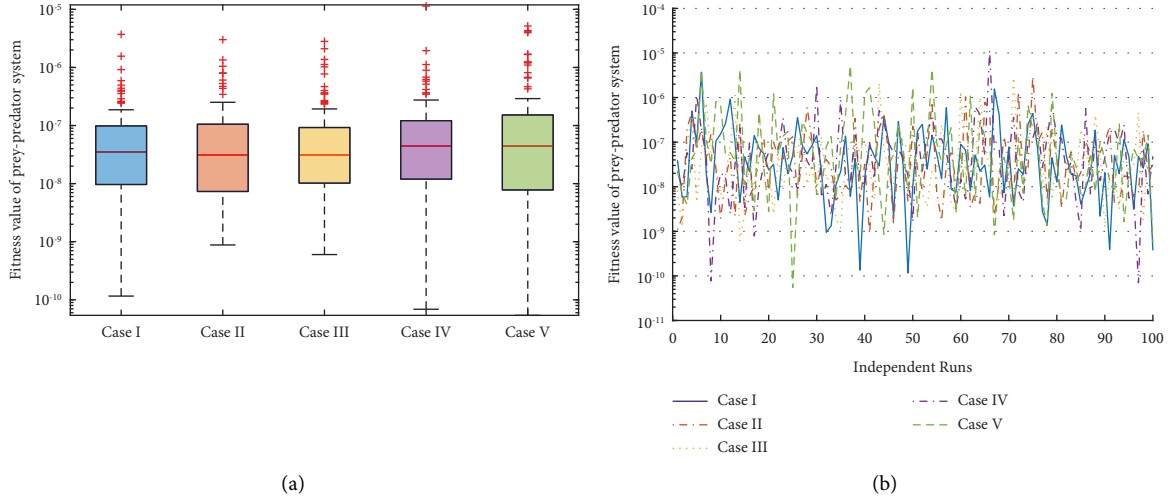 Fitness value of prey-predator system
10-5
10-6
10-7
10-8
10-9
10-10
Case I
Case II
Case III
Case IV
Case V
(a)
Fitness value of prey-predator system
10-4
10-5
10-6
10-7
10-8
10-9
10-10
10-11
0 10 20 30 40 50 60 70 80 90 100
Independent Runs
Case I
Case II
Case III
Case IV
Case V
(b)